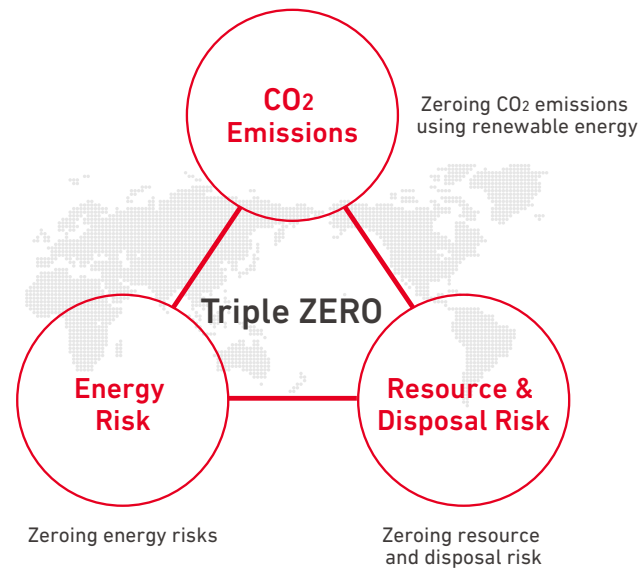 CO2
Emissions
Zeroing CO2 emissions
using renewable energy
Triple ZERO
Energy
Risk
Resource &
Disposal Risk
Zeroing energy risks
Zeroing resource
and disposal risk